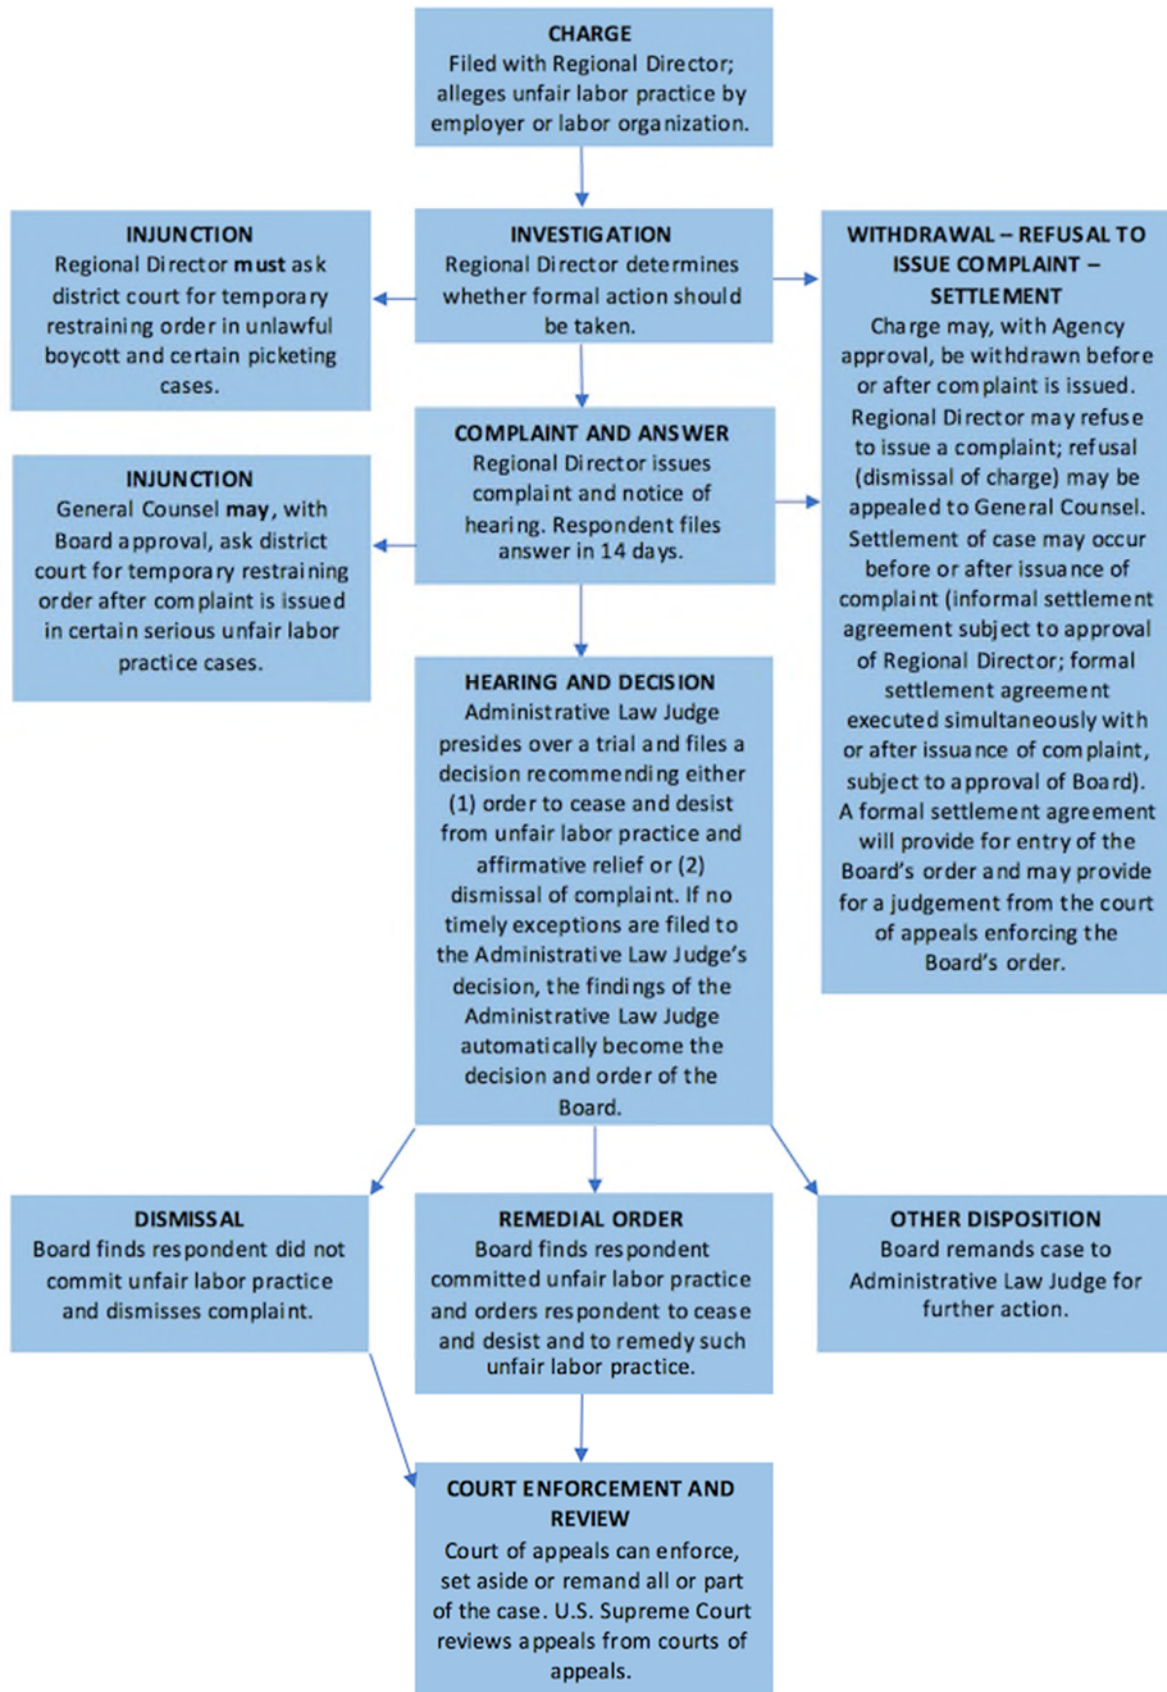 CHARGE
Filed with Regional Director;
alleges unfair labor practice by
employer or labor organization.
INJUNCTION
Regional Director must ask
district court for temporary
restraining order in unlawful
boycott and certain picketing
cases.
INVESTIGATION
Regional Director determines
whether formal action should
be taken.
WITHDRAWAL – REFUSAL TO
ISSUE COMPLAINT –
SETTLEMENT
Charge may, with Agency
approval, be withdrawn before
or after complaint is issued.
Regional Director may refuse
to issue a complaint; refusal
(dismissal of charge) may be
appealed to General Counsel.
Settlement of case may occur
before or after issuance of
complaint (informal settlement
agreement subject to approval
of Regional Director; formal
settlement agreement
executed simultaneously with
or after issuance of complaint,
subject to approval of Board).
A formal settlement agreement
will provide for entry of the
Board's order and may provide
for a judgement from the court
of appeals enforcing the
Board's order.
COMPLAINT AND ANSWER
Regional Director issues
complaint and notice of
hearing. Respondent files
answer in 14 days.
INJUNCTION
General Counsel may, with
Board approval, ask district
court for temporary restraining
order after complaint is issued
in certain serious unfair labor
practice cases.
HEARING AND DECISION
Administrative Law Judge
presides over a trial and files a
decision recommending either
(1) order to cease and desist
from unfair labor practice and
affirmative relief or (2)
dismissal of complaint. If no
timely exceptions are filed to
the Administrative Law Judge's
decision, the findings of the
Administrative Law Judge
automatically become the
decision and order of the
Board.
DISMISSAL
Board finds respondent did not
commit unfair labor practice
and dismisses complaint.
REMEDIAL ORDER
Board finds respondent
committed unfair labor practice
and orders respondent to cease
and desist and to remedy such
unfair labor practice.
OTHER DISPOSITION
Board remands case to
Administrative Law Judge for
further action.
COURT ENFORCEMENT AND
REVIEW
Court of appeals can enforce,
set aside or remand all or part
of the case. U.S. Supreme Court
reviews appeals from courts of
appeals.